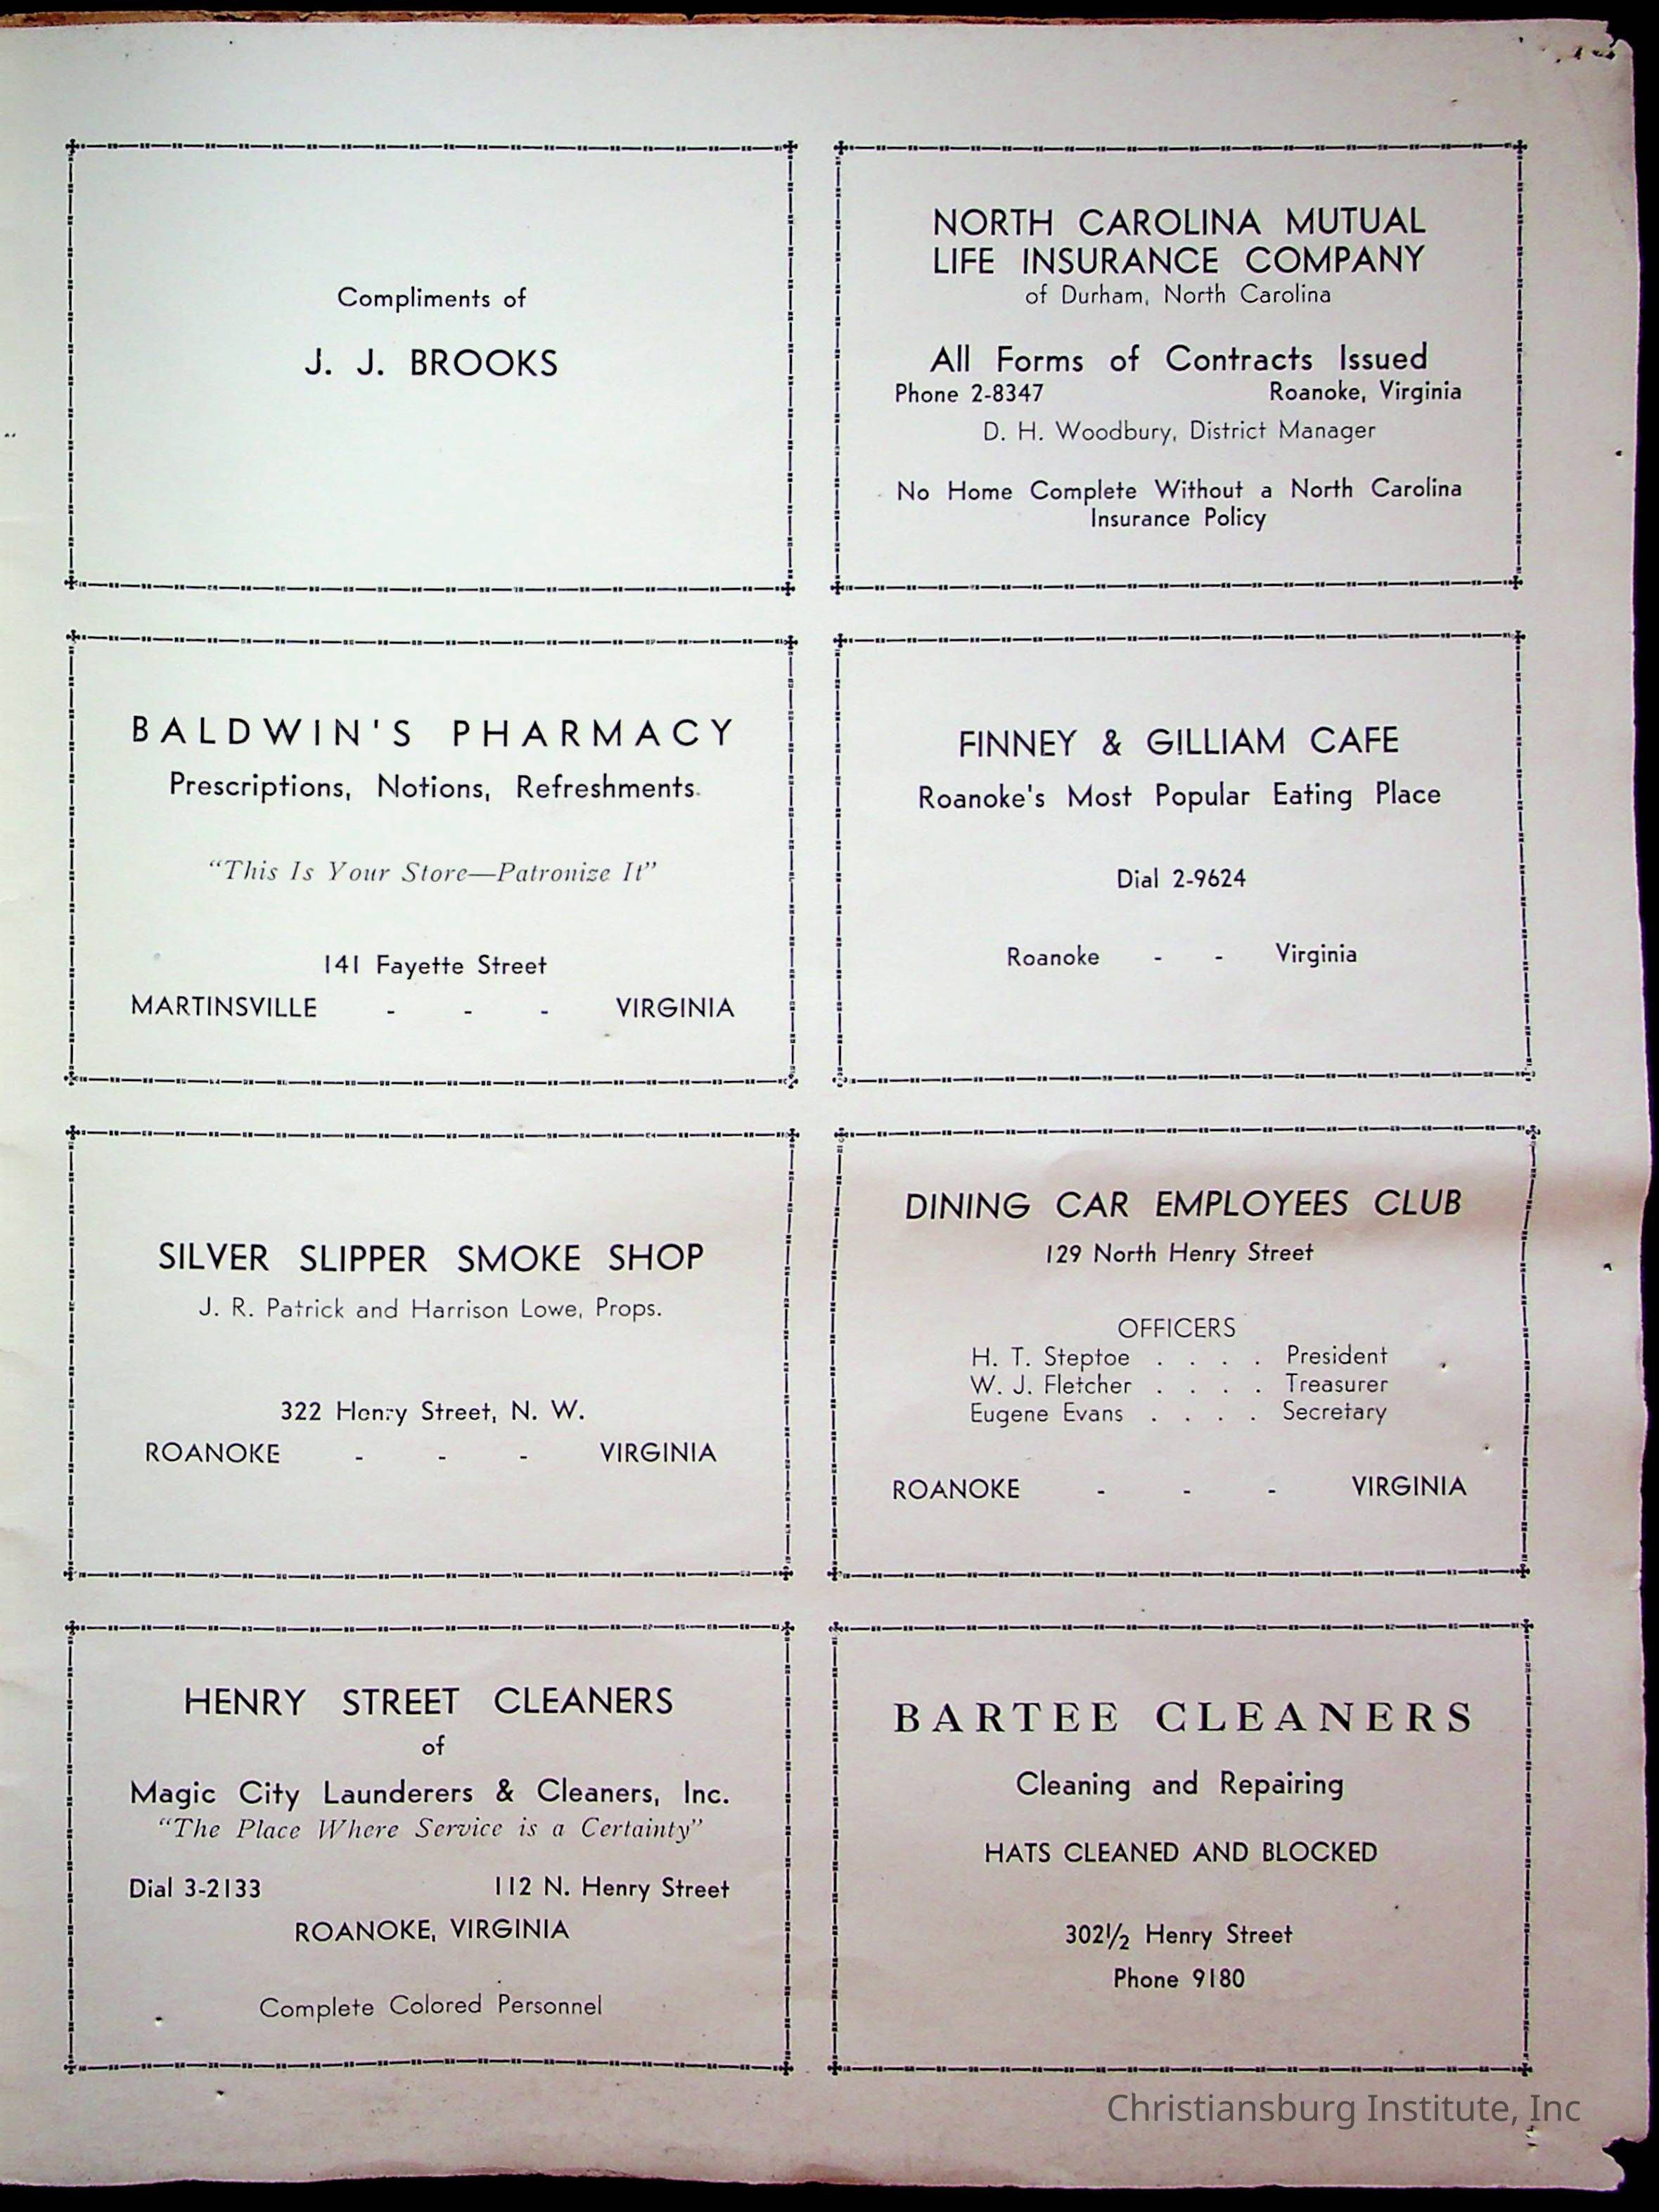 Compliments of
J. J. BROOKS
NORTH CAROLINA MUTUAL
LIFE INSURANCE COMPANY
of Durham, North Carolina
All Forms of Contracts Issued
Phone 2-8347 Roanoke, Virginia
D. H. Woodbury, District Manager
No Home Complete Without a North Carolina
Insurance Policy
BALDWIN'S PHARMACY
Prescriptions, Notions, Refreshments.
"This Is Your Store—Patronize It"
141 Fayette Street
MARTINSVILLE - - - VIRGINIA
FINNEY & GILLIAM CAFE
Roanoke's Most Popular Eating Place
Dial 2-9624
Roanoke - - Virginia
SILVER SLIPPER SMOKE SHOP
J. R. Patrick and Harrison Lowe, Props.
322 Henry Street, N. W.
ROANOKE - - - VIRGINIA
DINING CAR EMPLOYEES CLUB
129 North Henry Street
OFFICERS
H. T. Steptoe . . . . President
W. J. Fletcher . . . . Treasurer
Eugene Evans . . . . Secretary
ROANOKE - - - VIRGINIA
HENRY STREET CLEANERS
of
Magic City Launderers & Cleaners, Inc.
"The Place Where Service is a Certainty"
Dial 3-2133 112 N. Henry Street
ROANOKE, VIRGINIA
Complete Colored Personnel
BARTEE CLEANERS
Cleaning and Repairing
HATS CLEANED AND BLOCKED
302½ Henry Street
Phone 9180
Christiansburg Institute, Inc